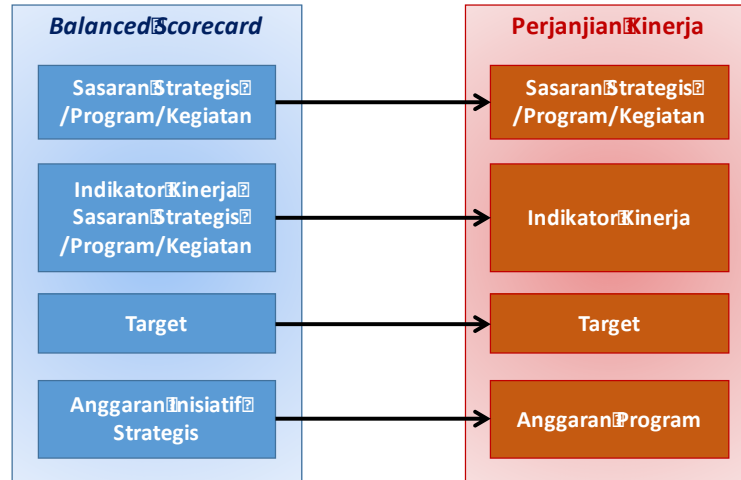 Balanced Scorecard
Perjanjian Kinerja
Sasaran Strategis
/Program/Kegiatan
Sasaran Strategis
/Program/Kegiatan
Indikator Kinerja
Sasaran Strategis
/Program/Kegiatan
Indikator Kinerja
Target
Target
Anggaran Inisiatif
Strategis
Anggaran Program